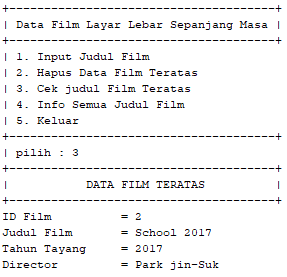 +--------------------------------------+
| Data Film Layar Lebar Sepanjang Masa |
+--------------------------------------+
| 1. Input Judul Film
| 2. Hapus Data Film Teratas
| 3. Cek judul Film Teratas
| 4. Info Semua Judul Film
| 5. Keluar
+--------------------------------------+
| pilih : 3
+--------------------------------------+
|           DATA FILM TERATAS          |
+--------------------------------------+
ID Film         = 2
Judul Film      = School 2017
Tahun Tayang    = 2017
Director        = Park jin-Suk